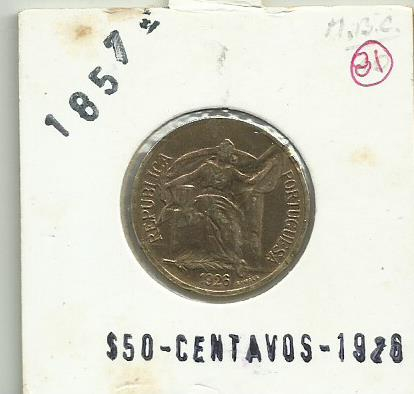 M.B.C.
31
1857
REPUBLICA PORTUGUESA
1926
$50-CENTAVOS-1926